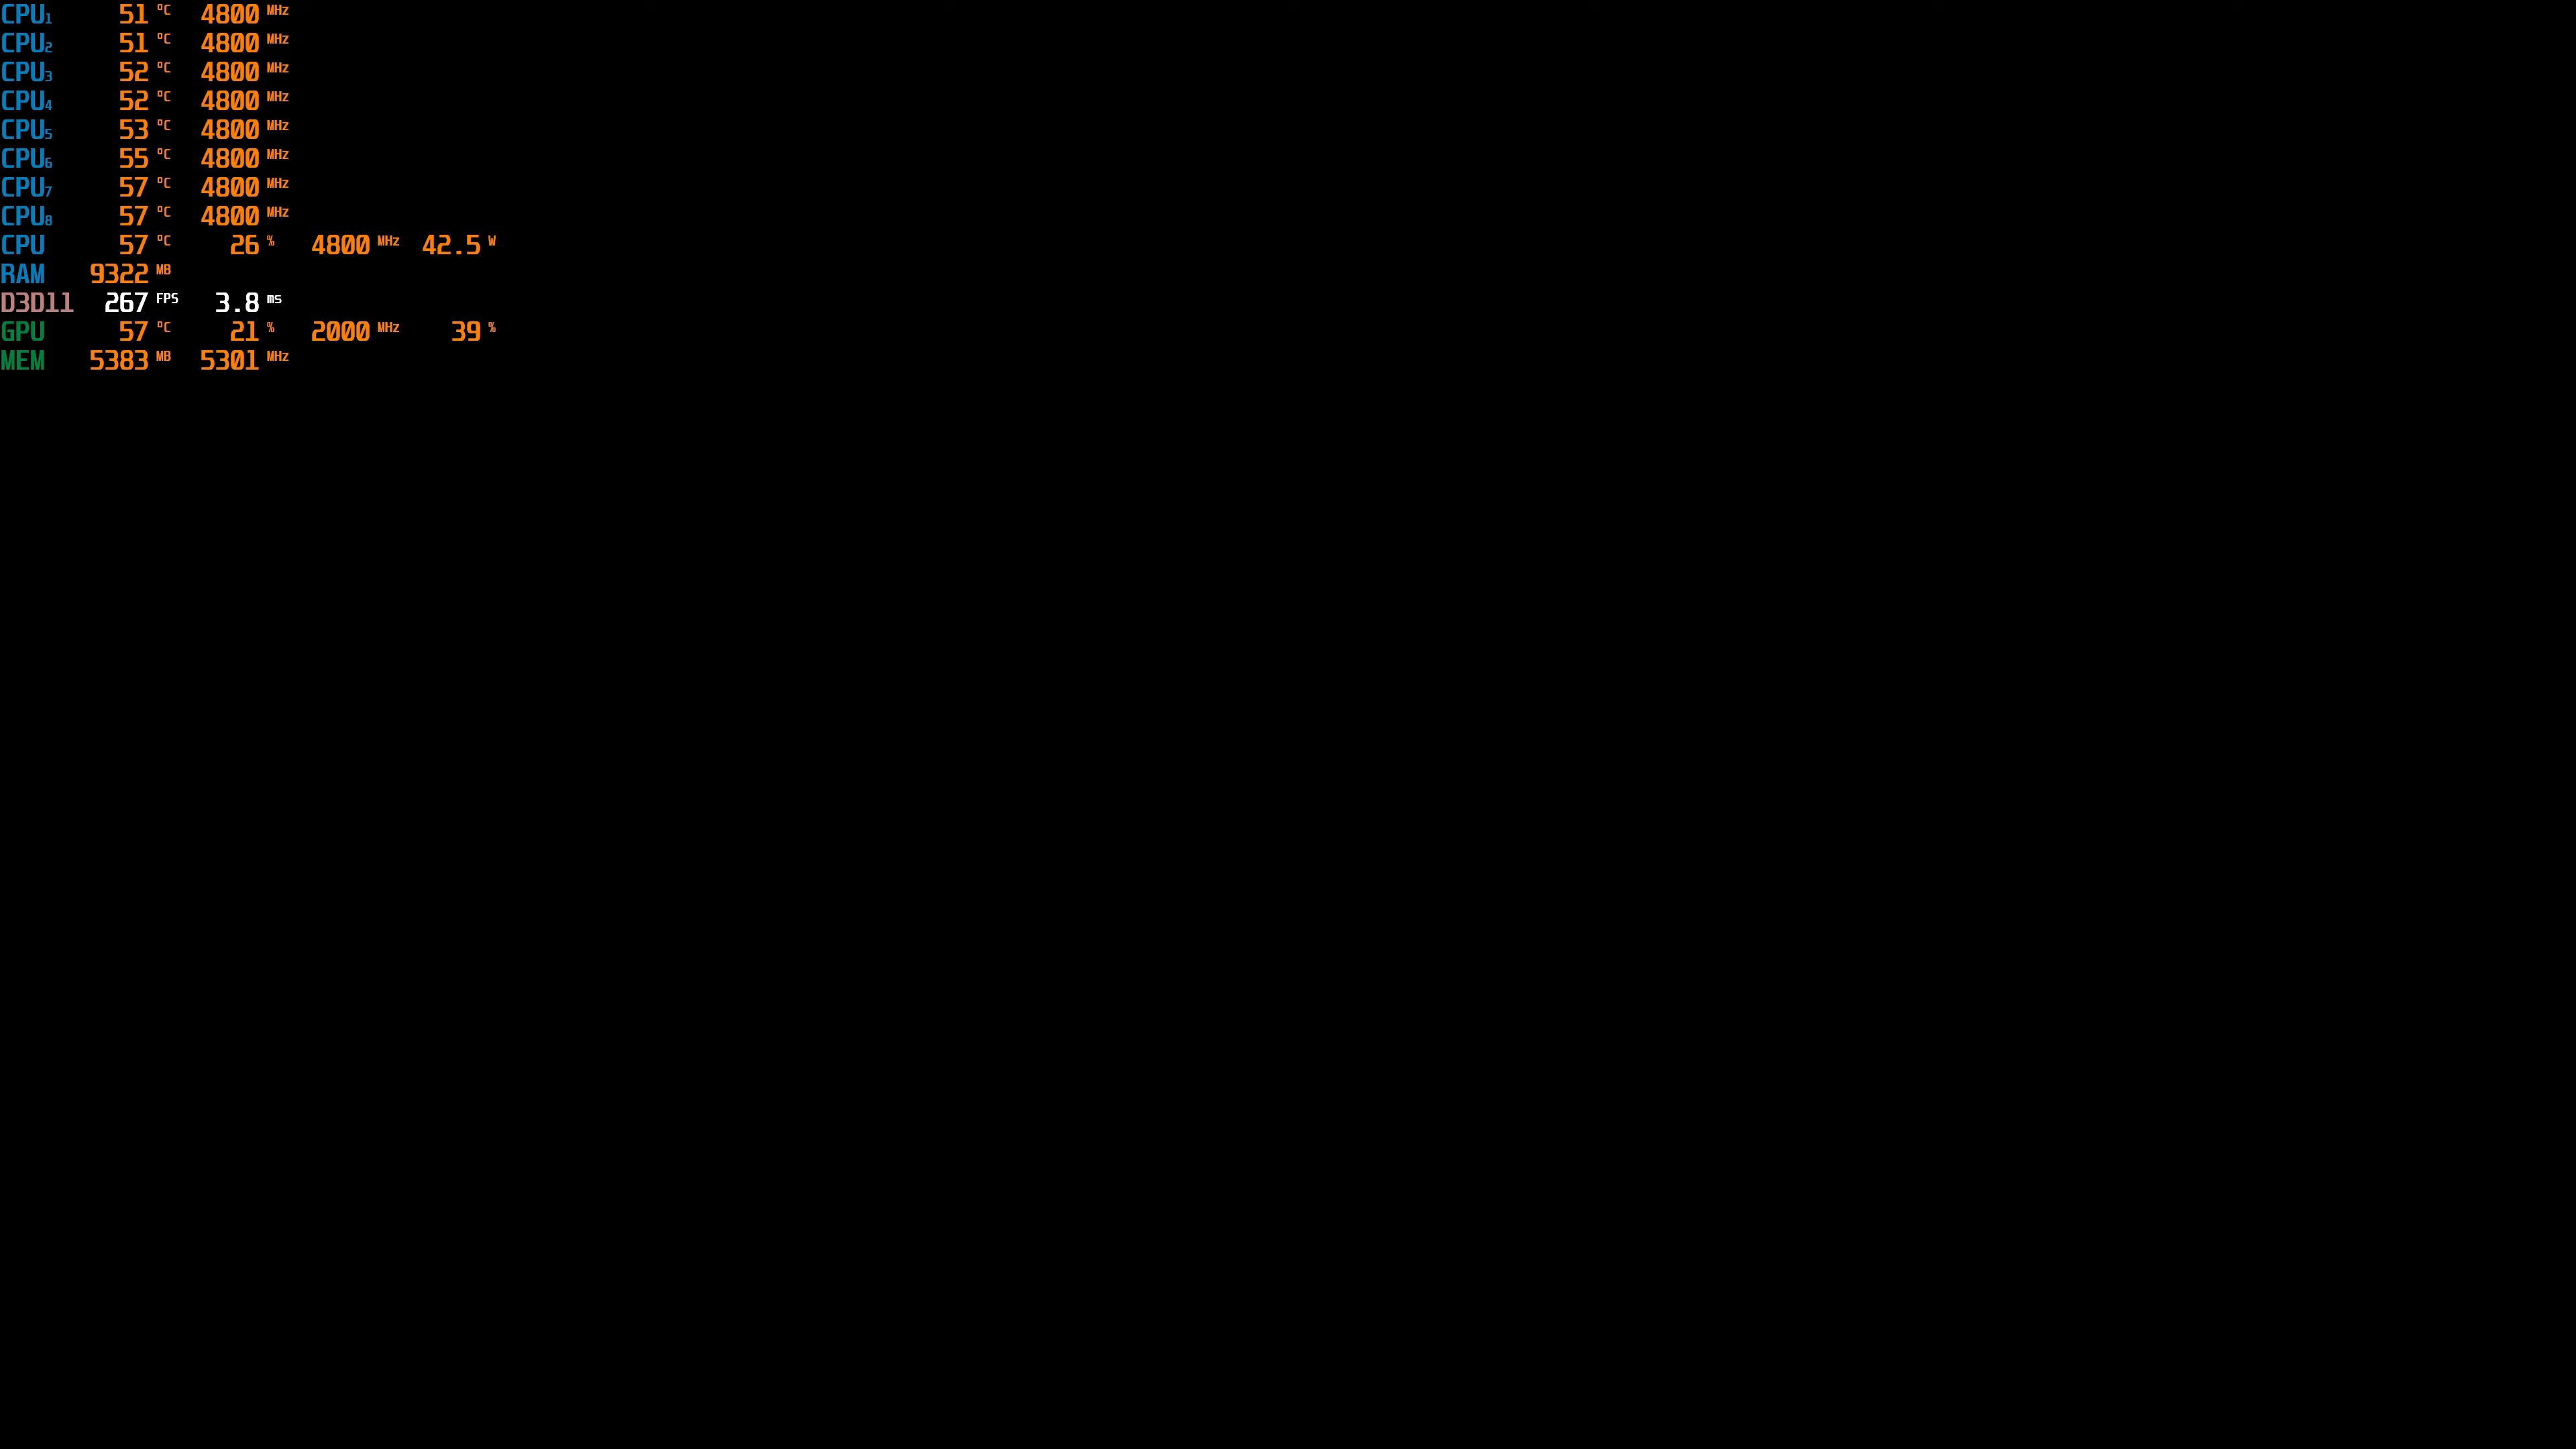 CPU1 51 °C 4800 MHz
CPU2 51 °C 4800 MHz
CPU3 52 °C 4800 MHz
CPU4 52 °C 4800 MHz
CPU5 53 °C 4800 MHz
CPU6 55 °C 4800 MHz
CPU7 57 °C 4800 MHz
CPU8 57 °C 4800 MHz
CPU 57 °C 26 % 4800 MHz 42.5 W
RAM 9322 MB
D3D11 267 FPS 3.8 ms
GPU 57 °C 21 % 2000 MHz 39 %
MEM 5383 MB 5301 MHz